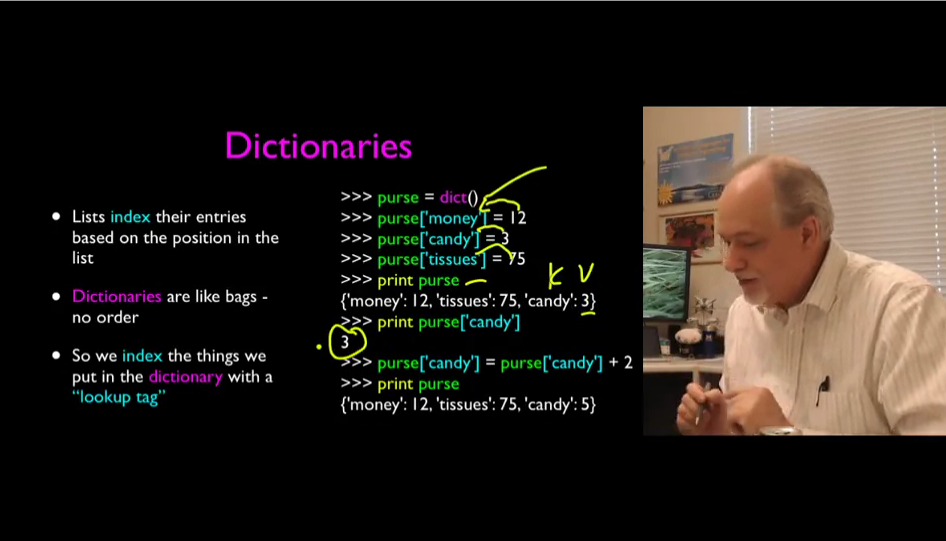 Dictionaries
Lists index their entries
based on the position in the
list
Dictionaries are like bags -
no order
So we index the things we
put in the dictionary with a
“lookup tag”
>>> purse = dict()
>>> purse['money'] = 12
>>> purse['candy'] = 3
>>> purse['tissues'] = 75
>>> print purse
K V
{'money': 12, 'tissues': 75, 'candy': 3}
>>> print purse['candy']
3
>>> purse['candy'] = purse['candy'] + 2
>>> print purse
{'money': 12, 'tissues': 75, 'candy': 5}